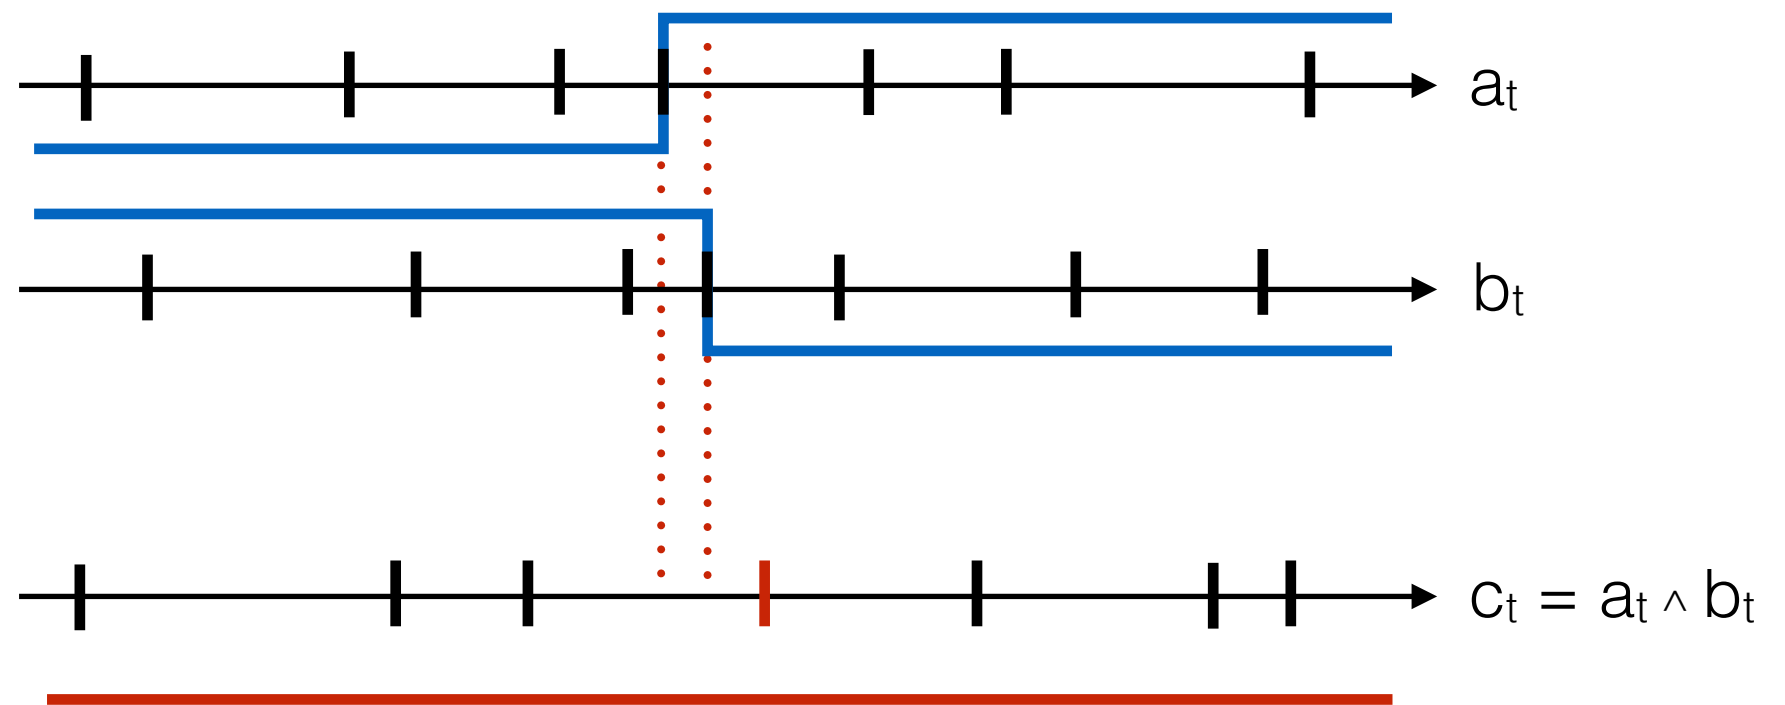 aₜ
bₜ
cₜ = aₜ ∧ bₜ